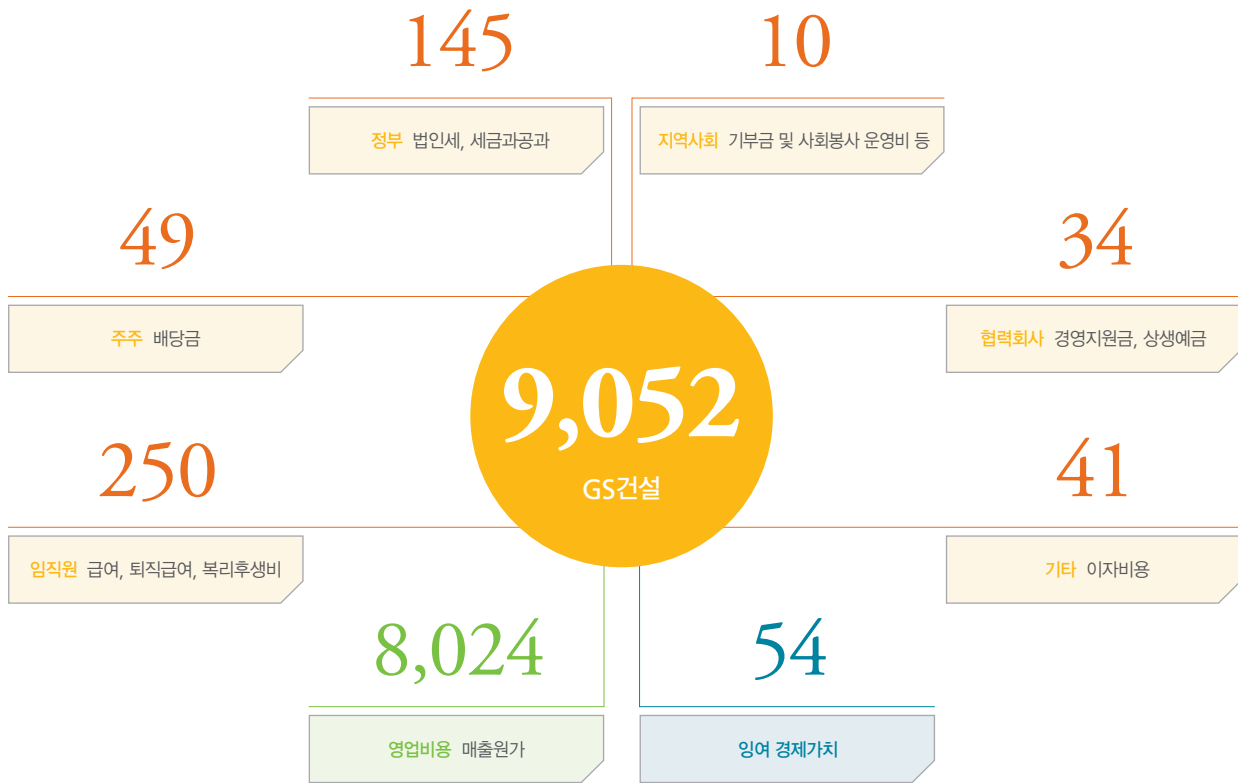 145
10
정부 법인세, 세금과공과
지역사회 기부금 및 사회봉사 운영비 등
49
34
주주 배당금
협력회사 경영지원금, 상생예금
9,052
GS건설
250
41
임직원 급여, 퇴직급여, 복리후생비
기타 이자비용
8,024
54
영업비용 매출원가
잉여 경제가치